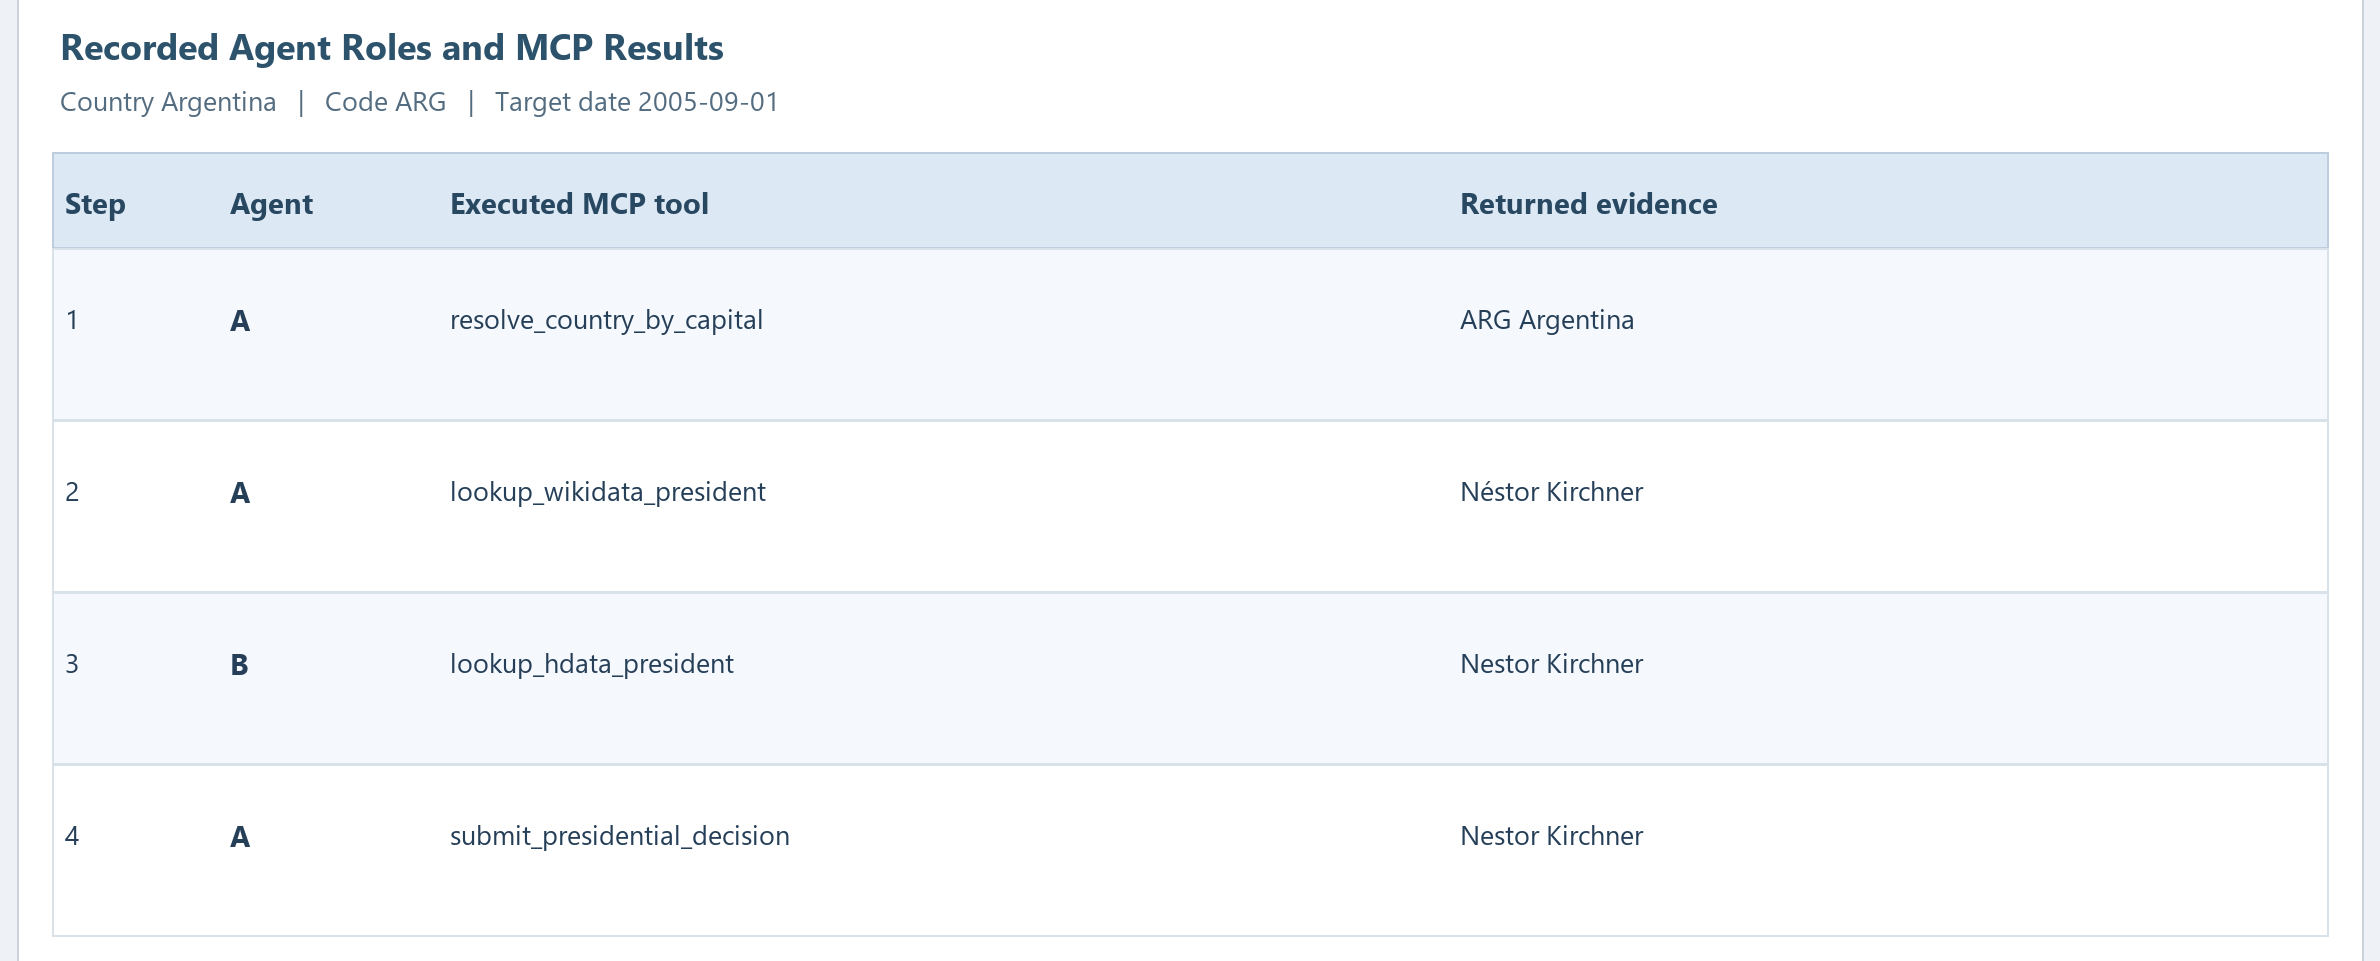 Recorded Agent Roles and MCP Results
Country Argentina | Code ARG | Target date 2005-09-01
Step Agent Executed MCP tool Returned evidence
1 A resolve_country_by_capital ARG Argentina
2 A lookup_wikidata_president Néstor Kirchner
3 B lookup_hdata_president Nestor Kirchner
4 A submit_presidential_decision Nestor Kirchner